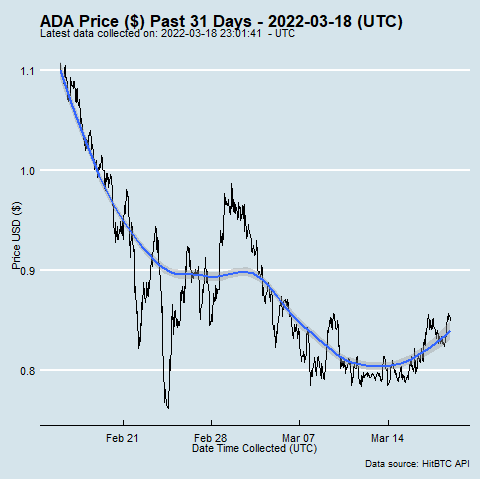 ADA Price ($) Past 31 Days - 2022-03-18 (UTC)
Latest data collected on: 2022-03-18 23:01:41  - UTC
1.1
1.0
0.9
0.8
Price USD ($)
Feb 21
Feb 28
Mar 07
Mar 14
Date Time Collected (UTC)
Data source: HitBTC API